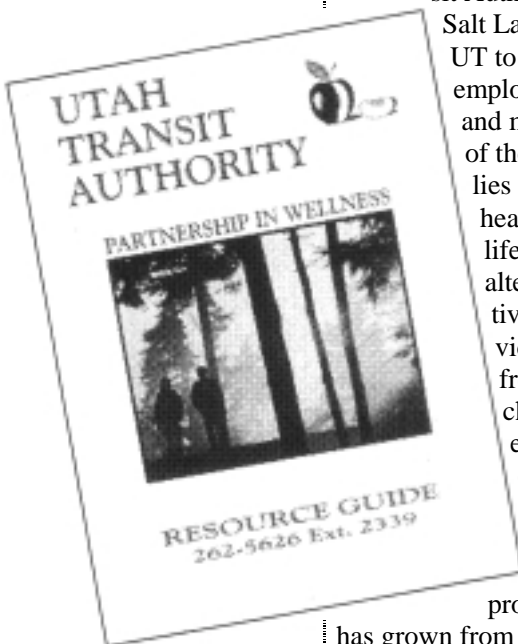 UTAH
TRANSIT
AUTHORITY
PARTNERSHIP IN WELLNESS
RESOURCE GUIDE
262-5626 Ext. 2339
Salt La
UT to
emplo
and
of th
lies
hea
life
alte
tiv
vi
fr
cl
e
pro
has grown from